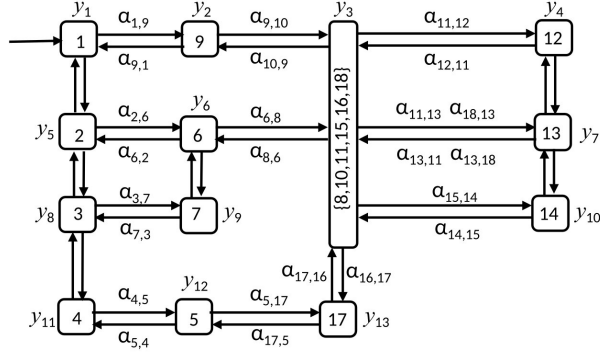 y₁ y₂ y₃ y₄
α₁,₉ α₉,₁₀ α₁₁,₁₂
1 9 12
α₉,₁ α₁₀,₉ α₁₂,₁₁
y₆
α₂,₆ α₆,₈ α₁₁,₁₃ α₁₈,₁₃
y₅ 2 6 {8,10,11,15,16,18} 13 y₇
α₆,₂ α₈,₆ α₁₃,₁₁ α₁₃,₁₈
α₃,₇ α₁₅,₁₄
y₈ 3 7 y₉ 14 y₁₀
α₇,₃ α₁₄,₁₅
y₁₂ α₁₇,₁₆ α₁₆,₁₇
α₄,₅ α₅,₁₇
y₁₁ 4 5 17 y₁₃
α₅,₄ α₁₇,₅